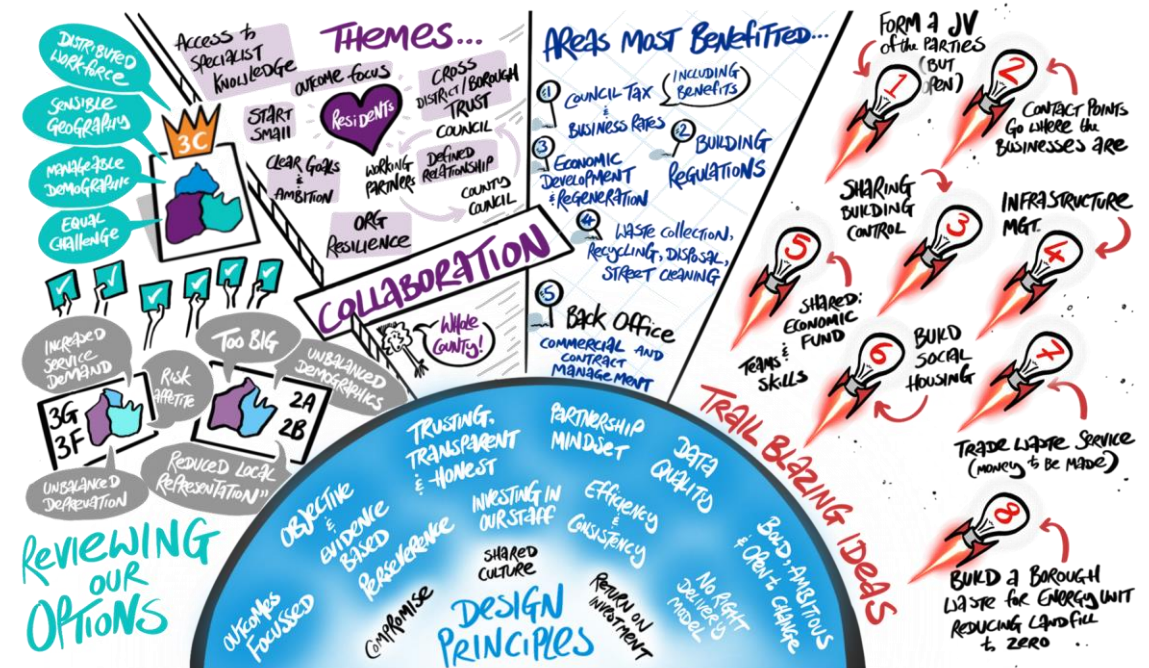 DISTRIBUTED
WORKFORCE
SENSIBLE
GEOGRAPHY
MANAGEABLE
DEMOGRAPHIC
EQUAL
CHALLENGE
3C
INCREASED
SERVICE
DEMAND
RISK
APPETITE
TOO BIG
UNBALANCED
DEMOGRAPHICS
3G
3F
2A
2B
UNBALANCED
DEPREVATION
REDUCED LOCAL
REPRESENTATION"
REVIEWING
OUR
OPTIONS
THEMES...
ACCESS to
SPECIALIST
KNOWLEDGE
OUTCOME FOCUS
START
SMALL
RESIDENTS
CROSS
DISTRICT/BOROUGH
TRUST
COUNCIL
CLEAR GOALS
&
AMBITION
WORKING
PARTNERS
DEFINED
RELATIONSHIP
COUNTY
COUNCIL
ORG
RESILIENCE
COLLABORATION
WHOLE
COUNTY!
AREAS MOST BENEFITTED...
1
COUNCIL TAX
&
BUSINESS RATES
INCLUDING
BENEFITS
2
BUILDING
REGULATIONS
3
ECONOMIC
DEVELOPMENT
& REGENERATION
4
WASTE COLLECTION,
RECYCLING, DISPOSAL,
STREET CLEANING
5
BACK OFFICE
COMMERCIAL AND
CONTRACT
MANAGEMENT
TRAIL BLAZING IDEAS
FORM A JV
of the PARTIES
(BUT
OPEN)
1
2
CONTACT POINTS
GO WHERE the
BUSINESSES ARE
SHARING
BUILDING
CONTROL
3
INFRASTRUCTURE
MGT.
4
5
SHARED:
ECONOMIC
FUND
TEAMS &
SKILLS
6
BUILD
SOCIAL
HOUSING
7
TRADE WASTE SERVICE
(MONEY to BE MADE)
8
BUILD A BOROUGH
WASTE for ENERGY UNIT
REDUCING LANDFILL
to ZERO
TRUSTING,
TRANSPARENT
&
HONEST
PARTNERSHIP
MINDSET
DATA
QUALITY
OBJECTIVE
&
EVIDENCE
BASED
PERSEVERENCE
INVESTING IN
OUR STAFF
EFFICIENCY
&
CONSISTENCY
BOLD, AMBITIOUS
& OPEN to CHANGE
OUTCOMES
FOCUSSED
COMPROMISE
SHARED
CULTURE
RETURN ON
INVESTMENT
NO RIGHT
DELIVERY
MODEL
DESIGN
PRINCIPLES